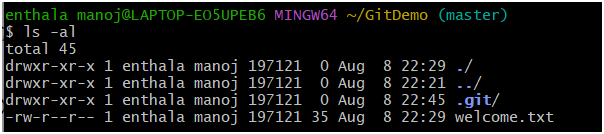 enthala manoj@LAPTOP-EO5UPEB6 MINGW64 ~/GitDemo (master)
$ ls -al
total 45
drwxr-xr-x 1 enthala manoj 197121  0 Aug  8 22:29 ./
drwxr-xr-x 1 enthala manoj 197121  0 Aug  8 22:21 ../
drwxr-xr-x 1 enthala manoj 197121  0 Aug  8 22:45 .git/
-rw-r--r-- 1 enthala manoj 197121 35 Aug  8 22:29 welcome.txt